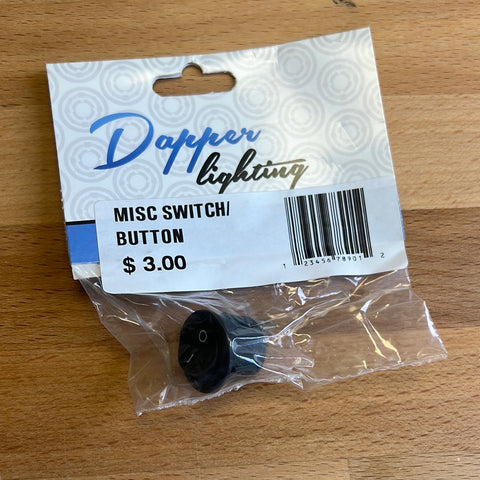 Dapper
lighting
MISC SWITCH/
BUTTON
$ 3.00
1 23456 78901 2
O